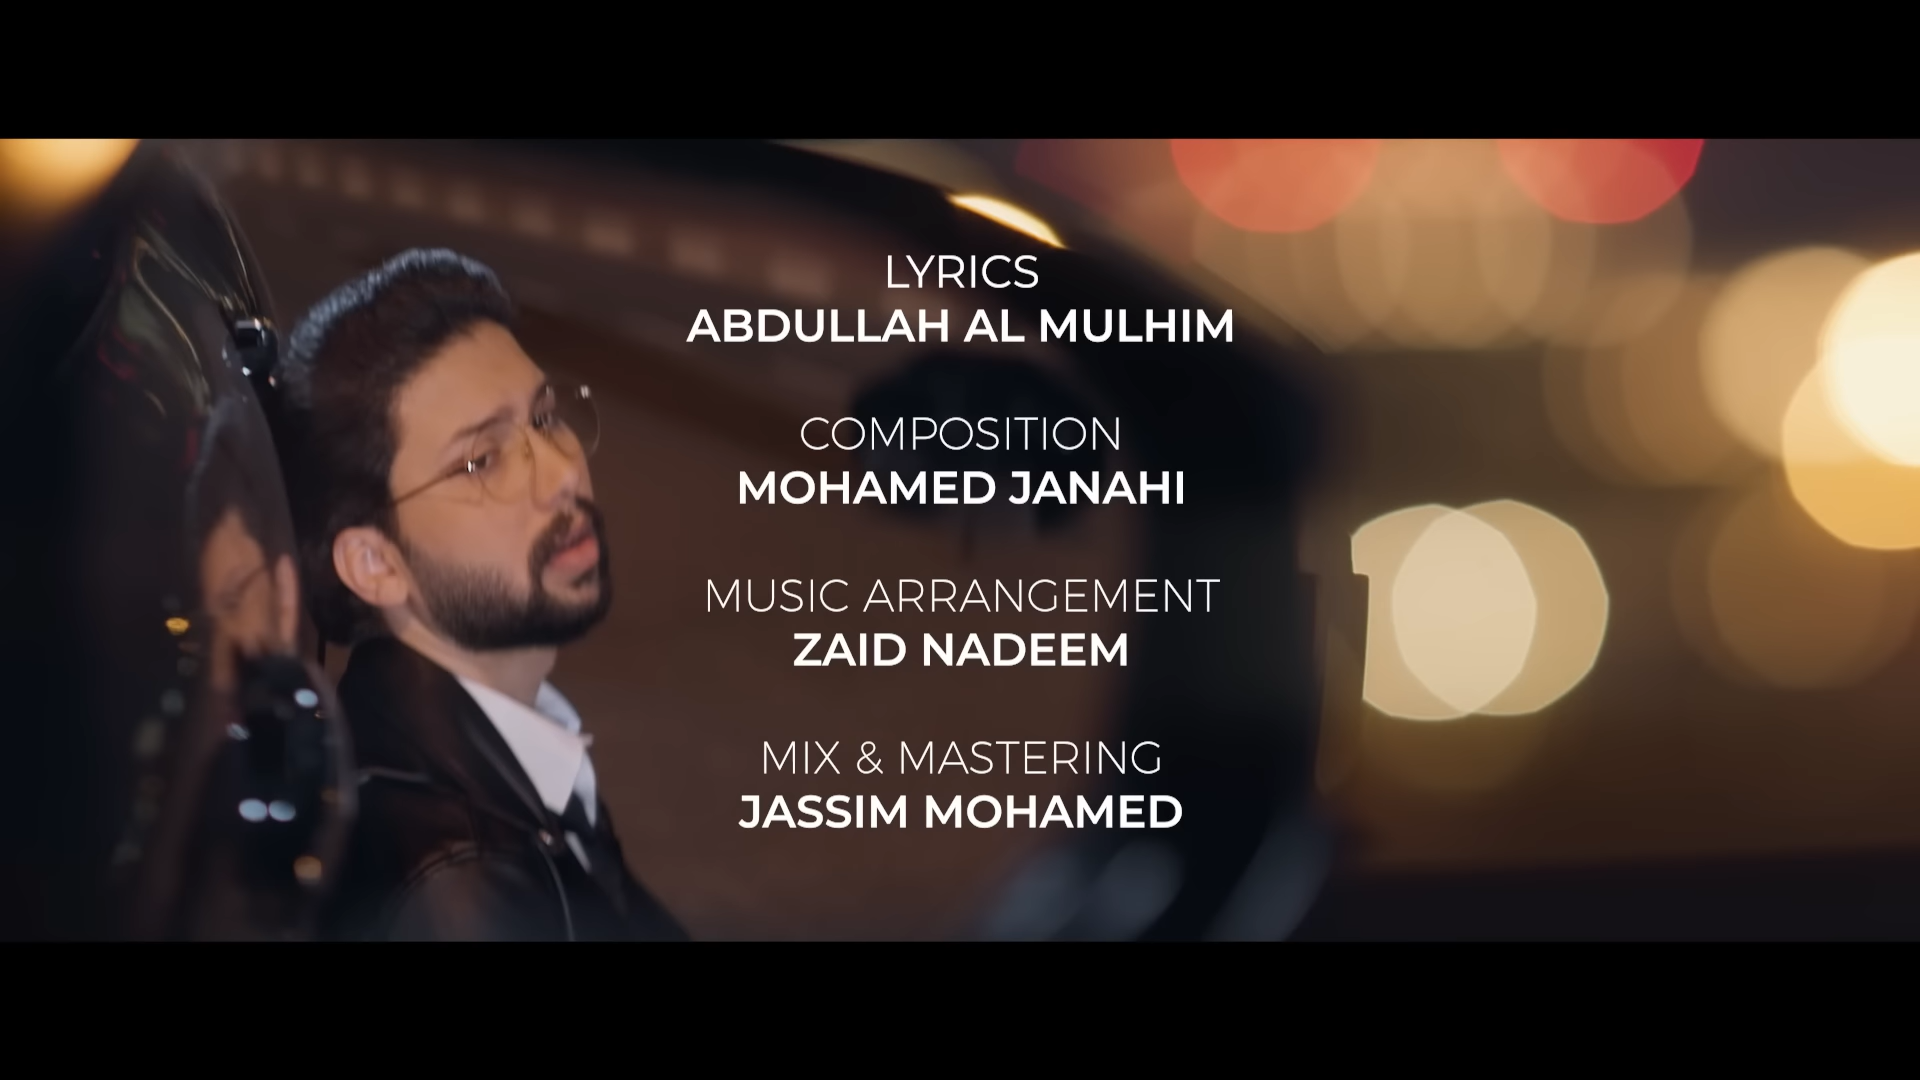 LYRICS
ABDULLAH AL MULHIM
COMPOSITION
MOHAMED JANAHI
MUSIC ARRANGEMENT
ZAID NADEEM
MIX & MASTERING
JASSIM MOHAMED